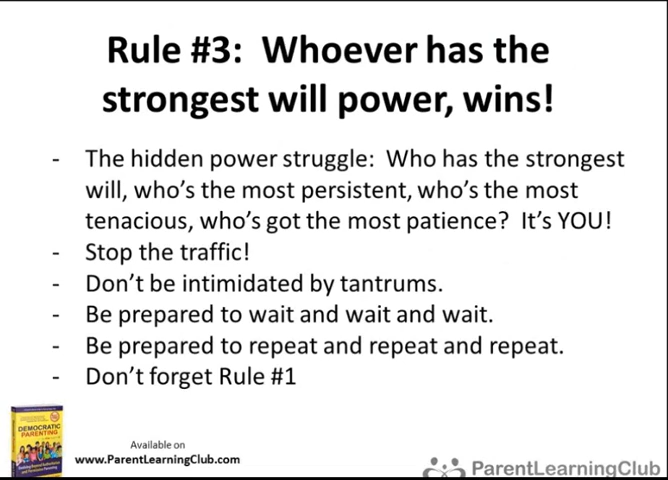 Rule #3:  Whoever has the
strongest will power, wins!
- The hidden power struggle:  Who has the strongest
will, who's the most persistent, who's the most
tenacious, who's got the most patience?  It's YOU!
- Stop the traffic!
- Don't be intimidated by tantrums.
- Be prepared to wait and wait and wait.
- Be prepared to repeat and repeat and repeat.
- Don't forget Rule #1
DEMOCRATIC
PARENTING
Available on
www.ParentLearningClub.com
ParentLearningClub